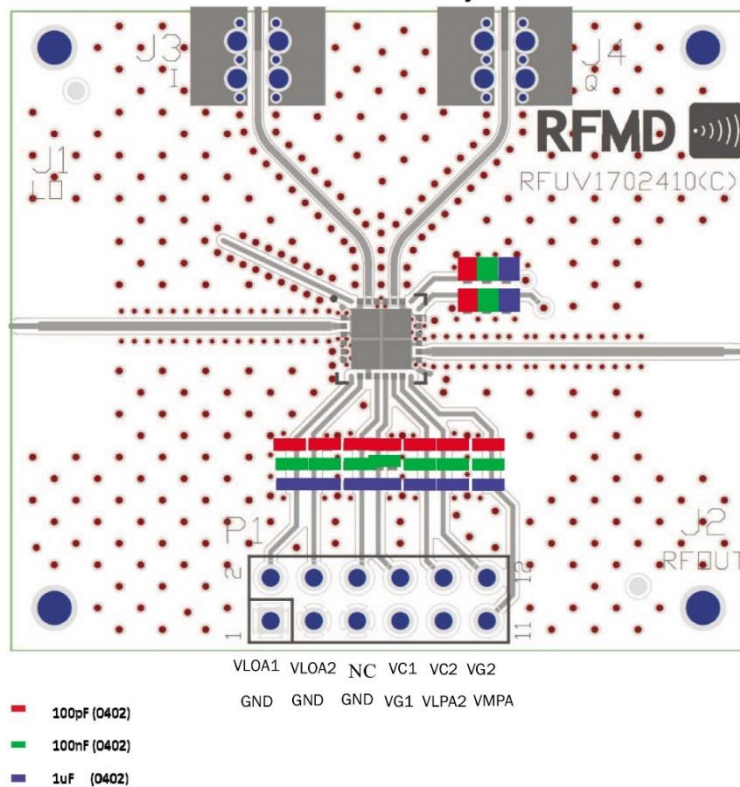 J3
I
J4
Q
RFMD
RFUV1702410(C)
J1
LO
P1
2
12
1
11
J2
RFOUT
VLOA1 VLOA2 NC VC1 VC2 VG2
GND GND GND VG1 VLPA2 VMPA
100pF (0402)
100nF (0402)
1uF (0402)